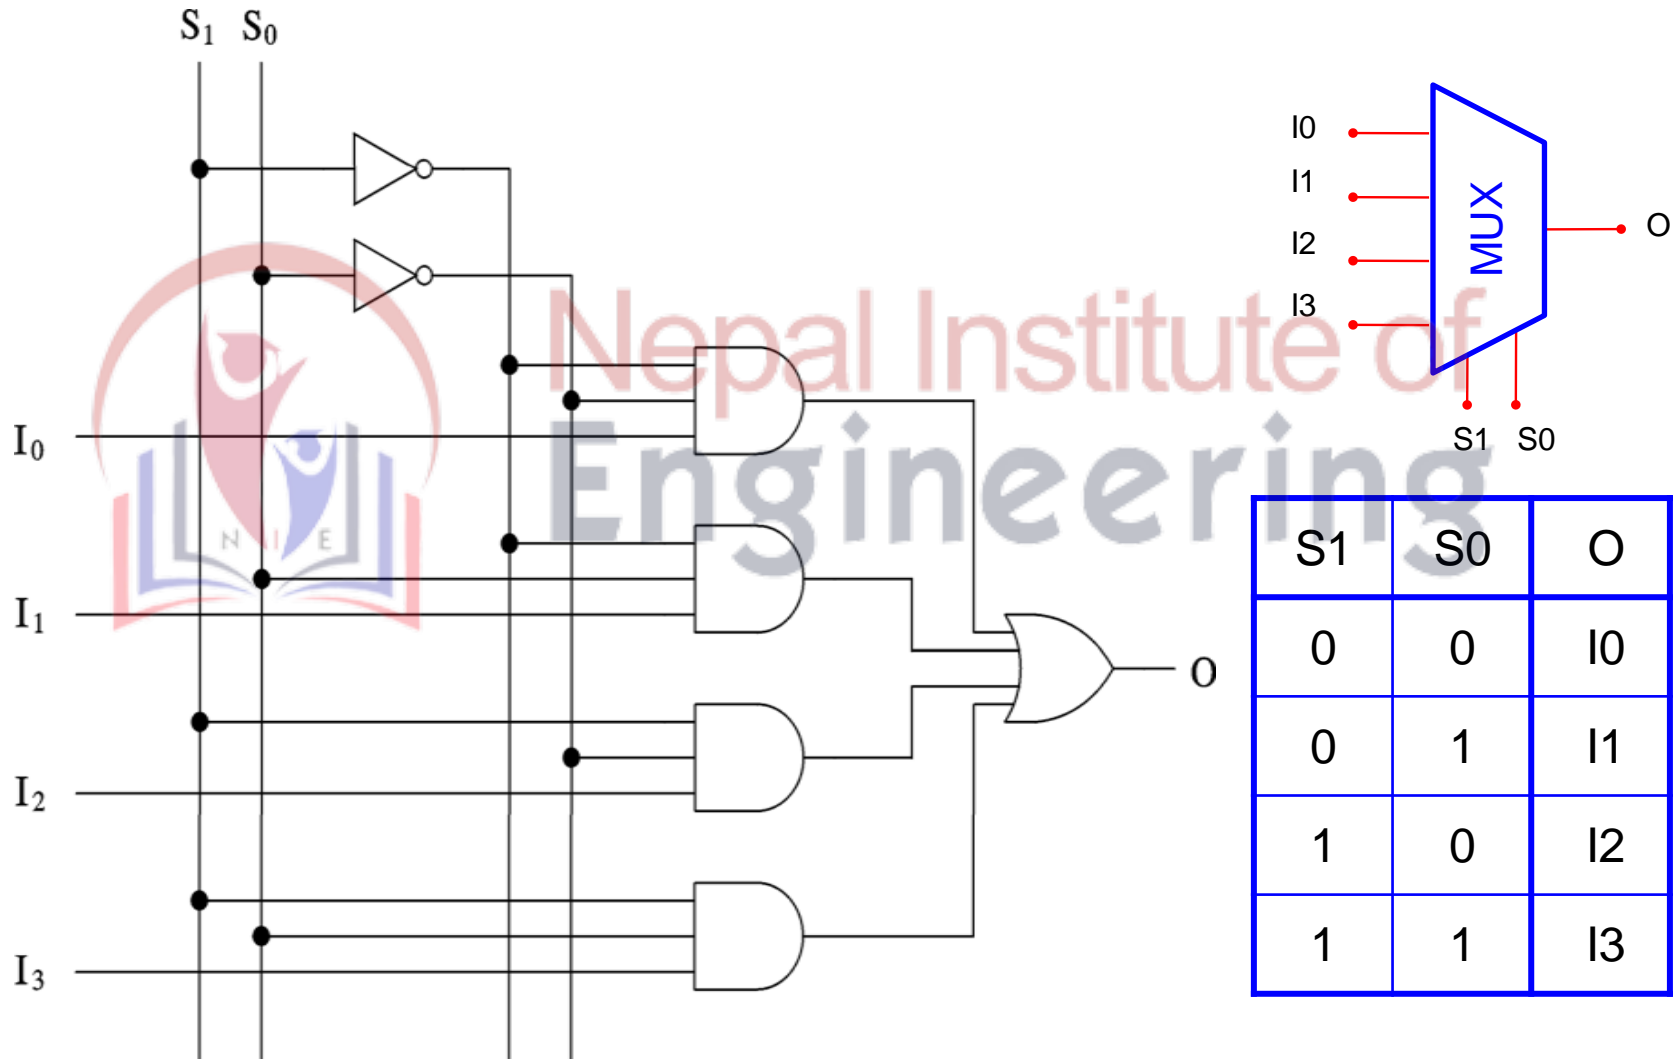 S₁ S₀
I₀
I₁
I₂
I₃
O
I0
I1
I2
I3
MUX
O
S1 S0
Nepal Institute of
Engineering
N I E
S1 S0 O
0 0 I0
0 1 I1
1 0 I2
1 1 I3